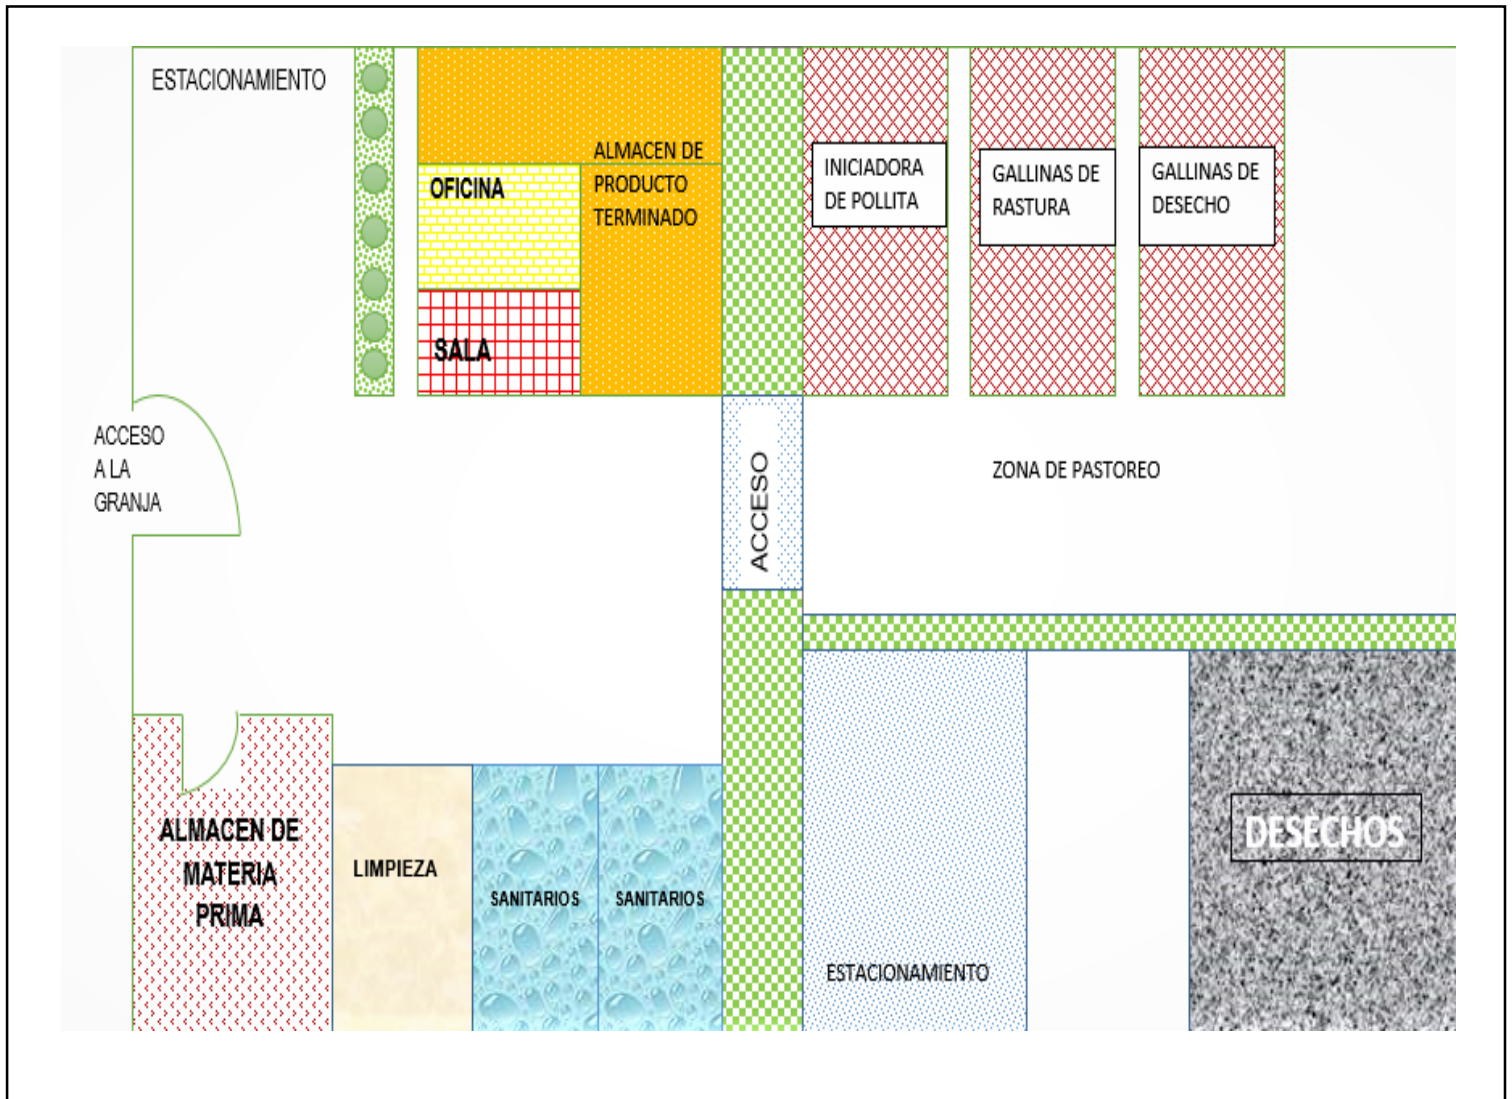 ESTACIONAMIENTO
ALMACEN DE
PRODUCTO
TERMINADO
OFICINA
SALA
INICIADORA
DE POLLITA
GALLINAS DE
RASTURA
GALLINAS DE
DESECHO
ACCESO
A LA
GRANJA
ACCESO
ZONA DE PASTOREO
ALMACEN DE
MATERIA
PRIMA
LIMPIEZA
SANITARIOS
SANITARIOS
ESTACIONAMIENTO
DESECHOS